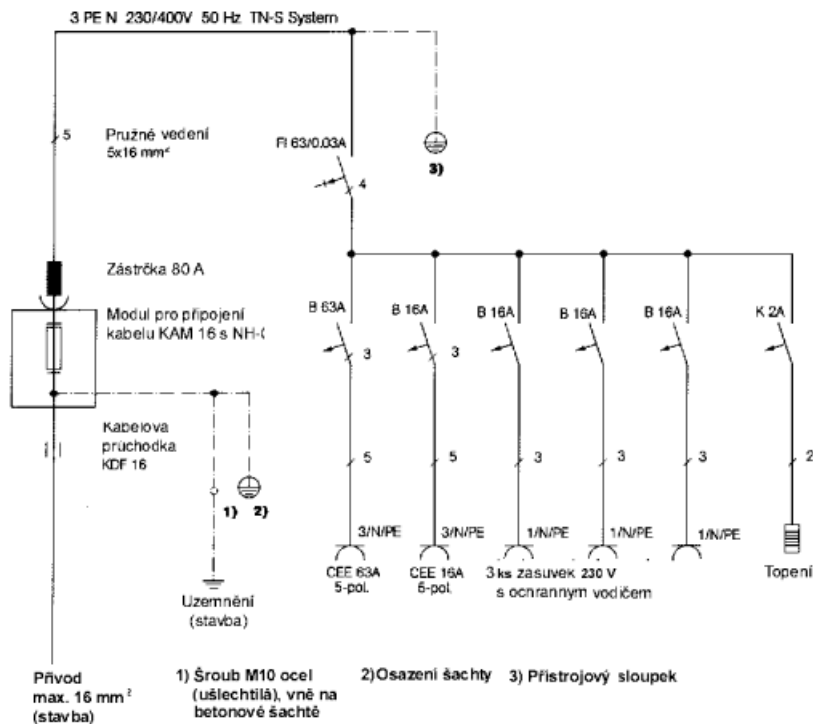 3 PE N 230/400V 50 Hz TN-S System
5
Pružné vedení
5x16 mm²
FI 63/0.03A
4
3)
Zástrčka 80 A
Modul pro připojení
kabelu KAM 16 s NH-(
B 63A
B 16A
B 16A
B 16A
B 16A
K 2A
3
3
Kabelova
průchodka
KDF 16
5
5
3
3
3
2
1)
2)
3/N/PE
3/N/PE
1/N/PE
1/N/PE
1/N/PE
CEE 63A
5-pol.
CEE 16A
5-pol.
3 ks zasuvek 230 V
s ochrannym vodičem
Topení
Uzemnění
(stavba)
Přívod
max. 16 mm²
(stavba)
1) Šroub M10 ocel
(ušlechtilá), vně na
betonové šachtě
2)Osazení šachty
3) Přístrojový sloupek